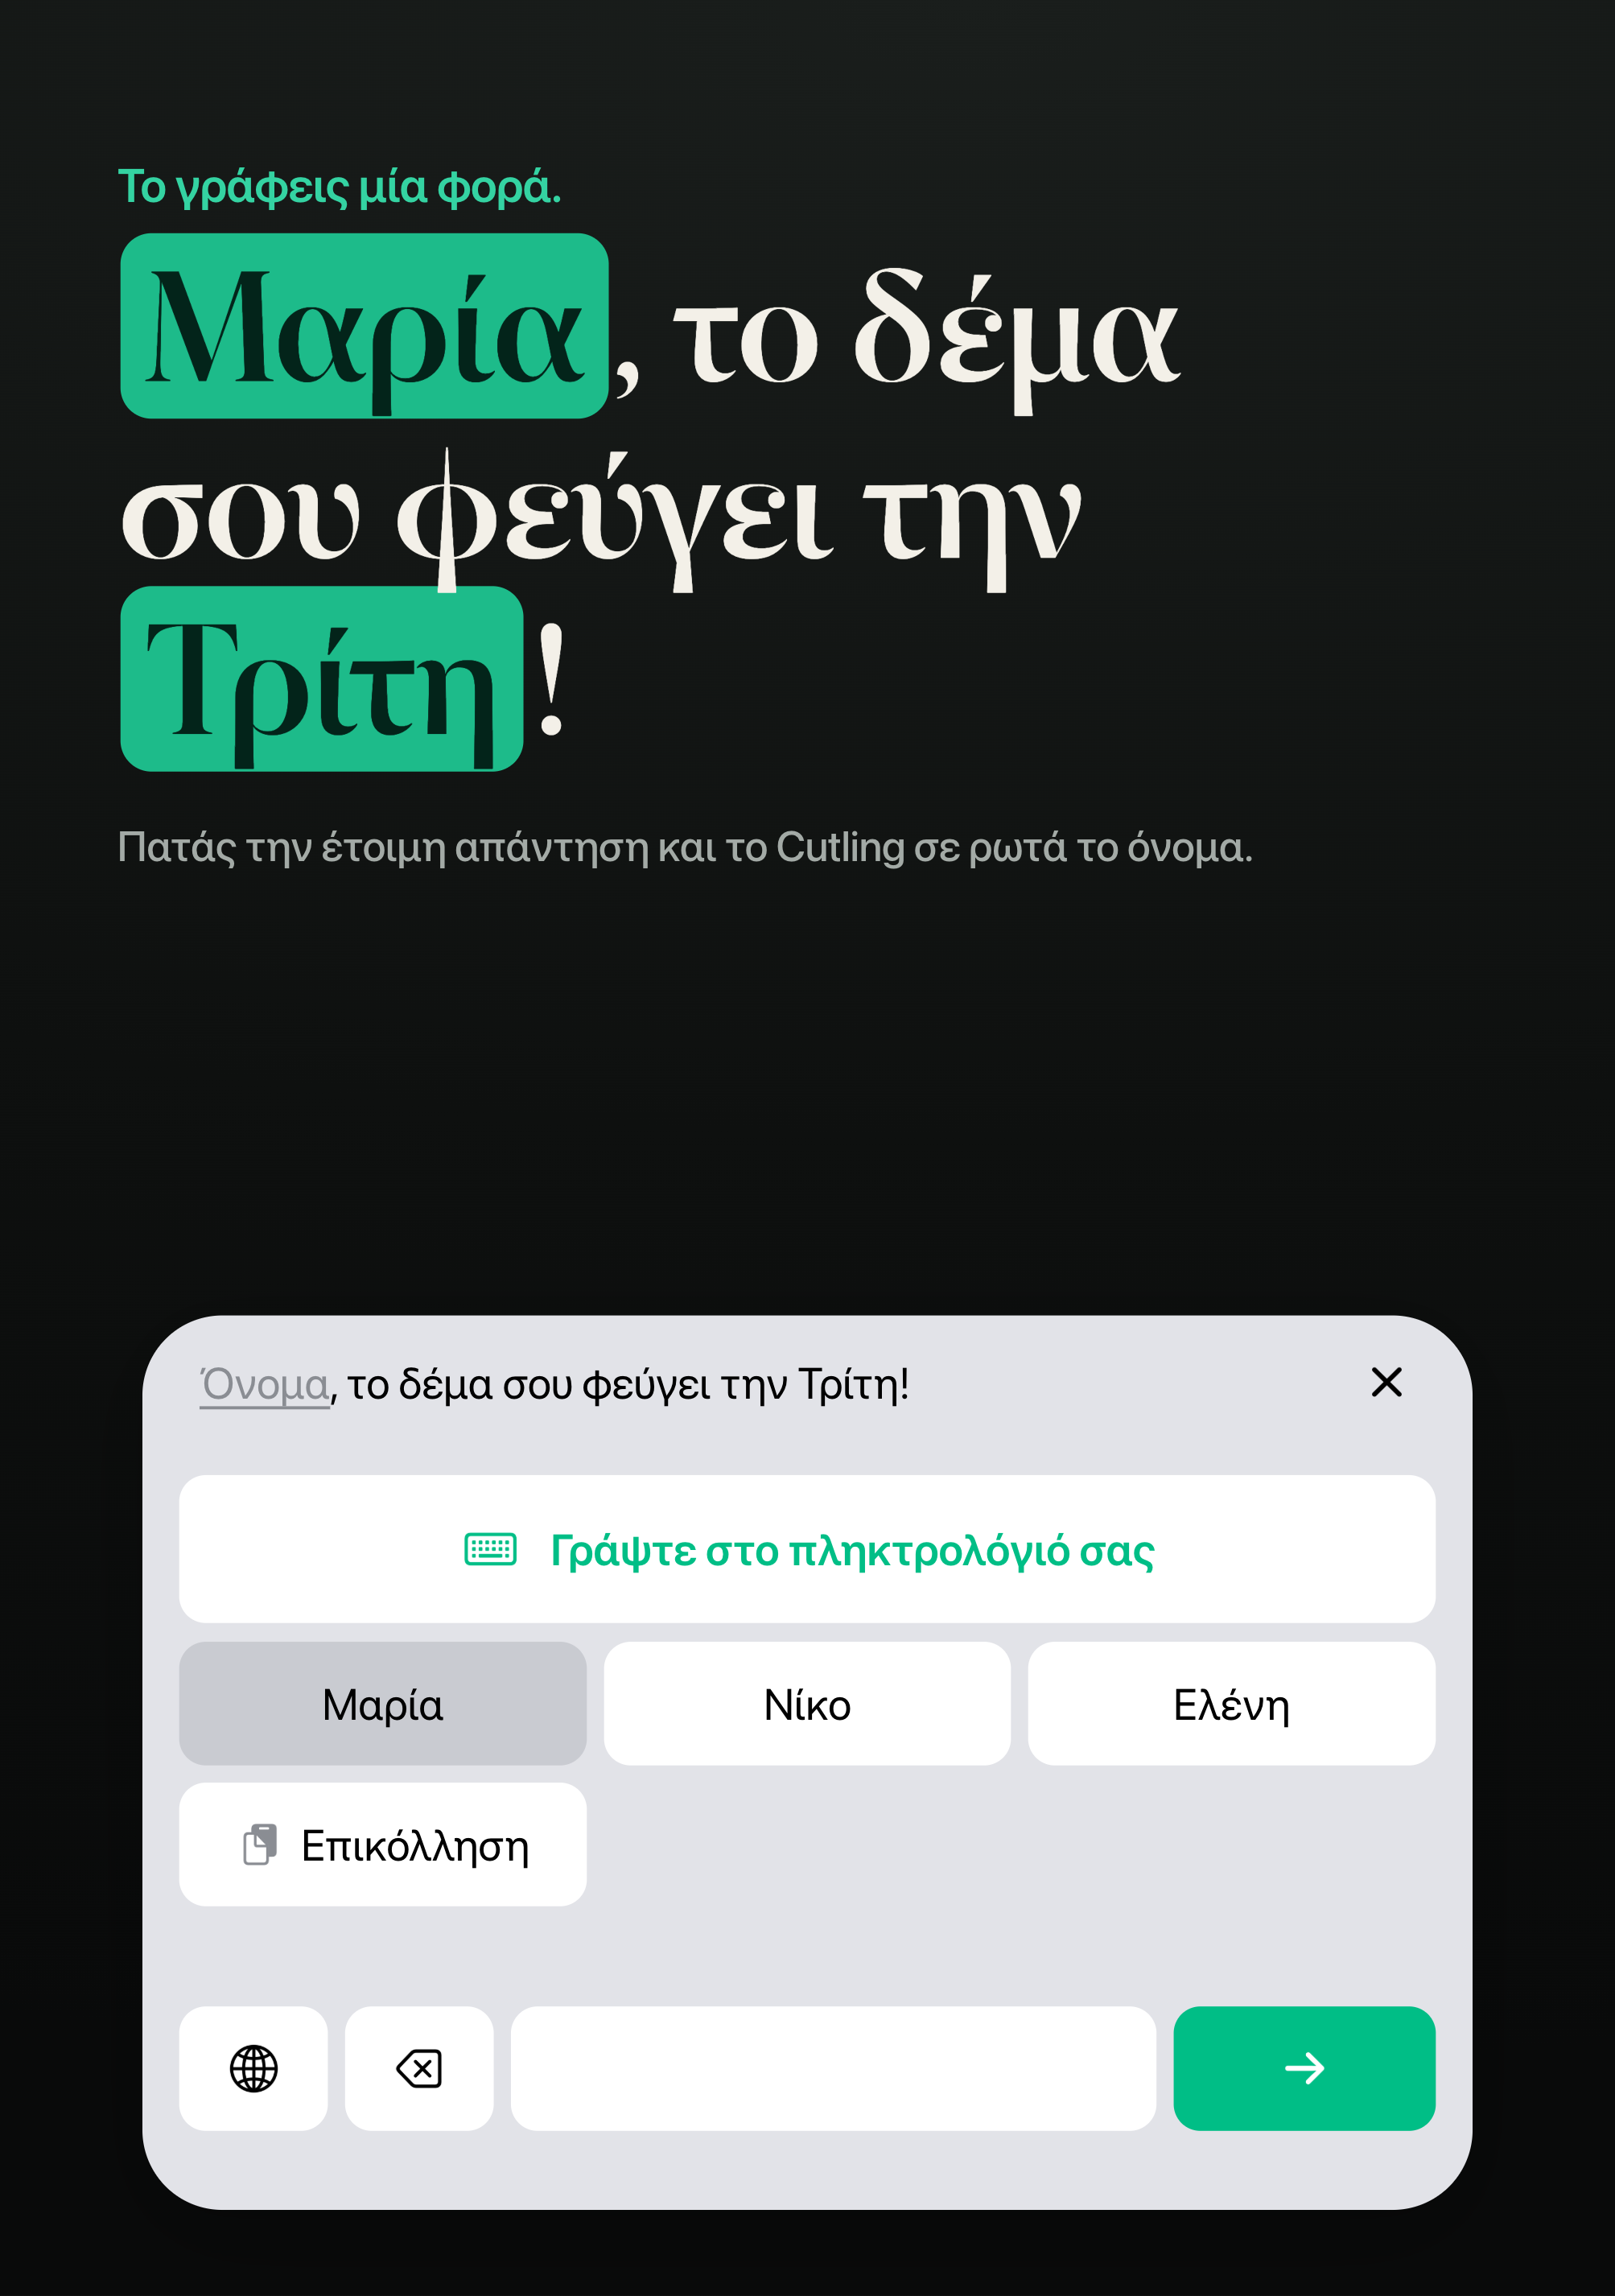 Το γράφεις μία φορά.
Μαρία, το δέμα
σου φεύγει την
Τρίτη!
Πατάς την έτοιμη απάντηση και το Cutling σε ρωτά το όνομα.
Όνομα, το δέμα σου φεύγει την Τρίτη!
Γράψτε στο πληκτρολόγιό σας
Μαρία Νίκο Ελένη
Επικόλληση